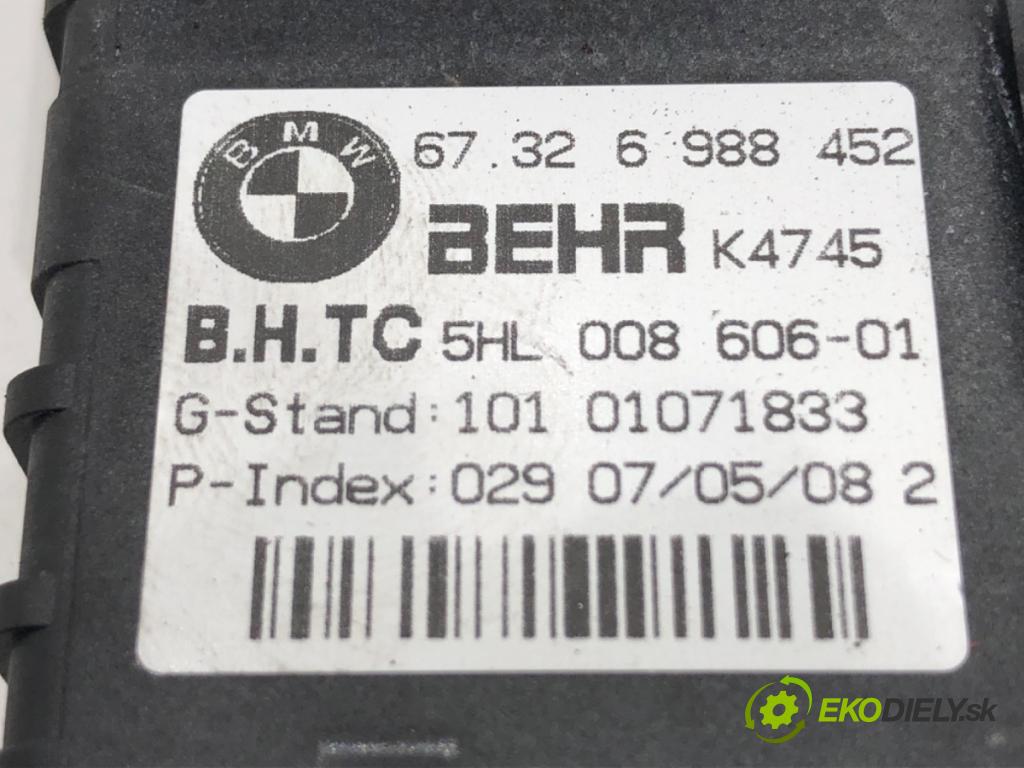 BMW
67.32 6 988 452
BEHR K4745
B.H.TC 5HL 008 606-01
G-Stand:101 01071833
P-Index:029 07/05/08 2
EKODIELY.sk